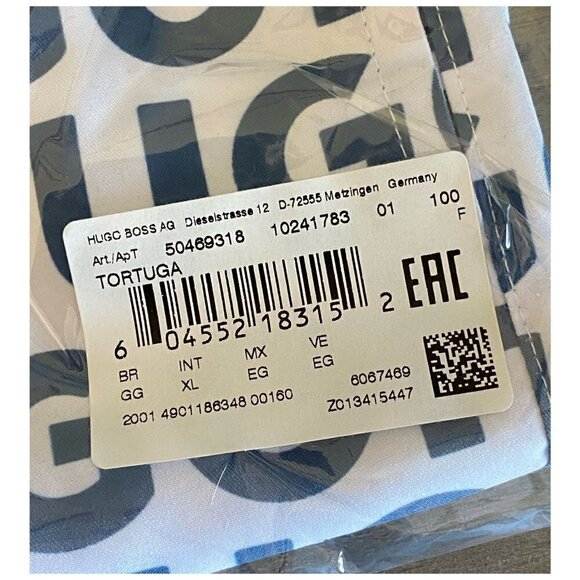 HUGO BOSS AG Dieselstrasse 12 D-72555 Metzingen Germany
Art./ApT 50469318 10241783 01 100
TORTUGA F
6 04552 18315 2
EAC
BR INT MX VE
GG XL EG EG
2001 4901186348 00160
6067469
Z013415447